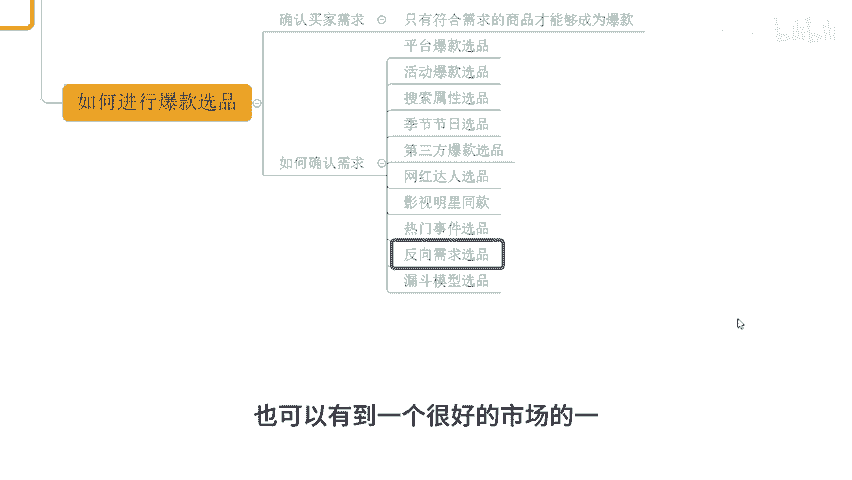 确认买家需求
只有符合需求的商品才能够成为爆款
平台爆款选品
活动爆款选品
如何进行爆款选品
搜索属性选品
季节节日选品
第三方爆款选品
如何确认需求
网红达人选品
影视明星同款
热门事件选品
反向需求选品
漏斗模型选品
也可以有到一个很好的市场的一